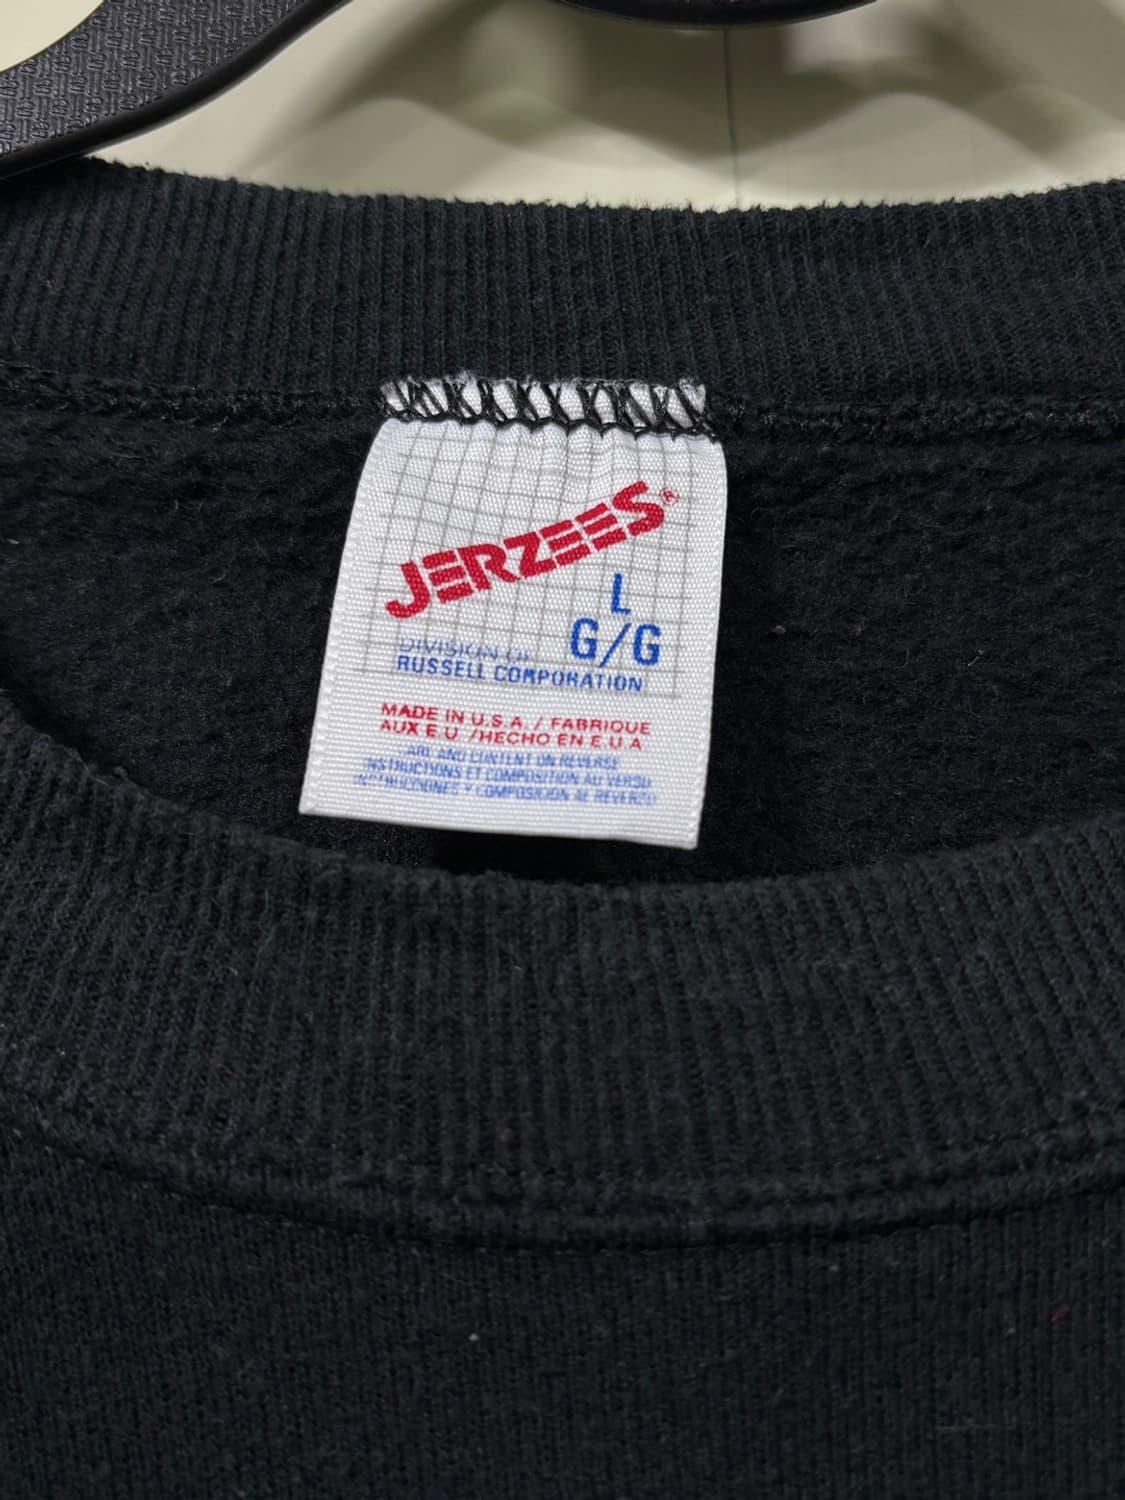 JERZEES®
L
G/G
DIVISION OF
RUSSELL CORPORATION
MADE IN U.S.A. / FABRIQUE
AUX E.U./HECHO EN E U A
CARE AND CONTENT ON REVERSE
INSTRUCTIONS ET COMPOSITION AU VERSO
INSTRUCCIONES Y COMPOSICION AL REVERSO